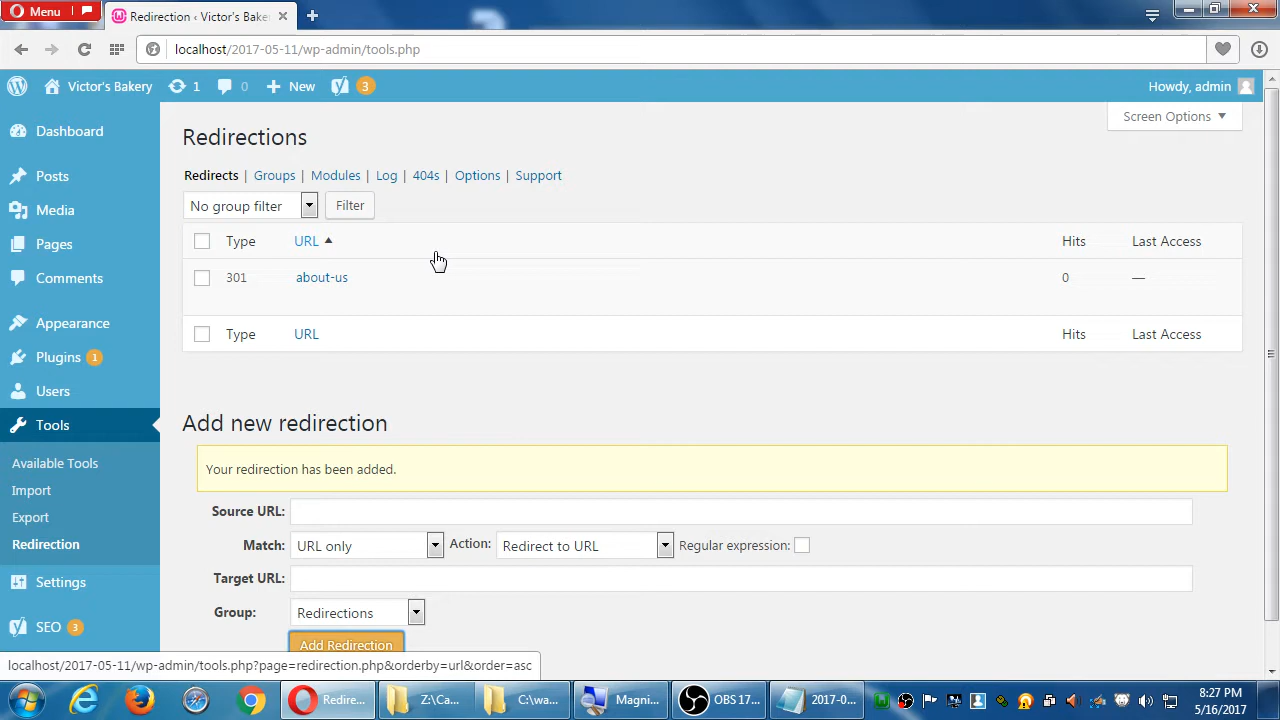 Menu
Redirection ‹ Victor's Bake
localhost/2017-05-11/wp-admin/tools.php
Victor's Bakery 1 0 New 3 Howdy, admin
Screen Options
Dashboard
Posts
Media
Pages
Comments
Appearance
Plugins 1
Users
Tools
Available Tools
Import
Export
Redirection
Settings
SEO 3
Redirections
Redirects | Groups | Modules | Log | 404s | Options | Support
No group filter Filter
Type URL Hits Last Access
301 about-us 0 —
Type URL Hits Last Access
Add new redirection
Your redirection has been added.
Source URL:
Match: URL only Action: Redirect to URL Regular expression:
Target URL:
Group: Redirections
Add Redirection
localhost/2017-05-11/wp-admin/tools.php?page=redirection.php&orderby=url&order=asc
Redire... Z:\Ca... C:\wa... Magni... OBS 17... 2017-0...
8:27 PM
5/16/2017